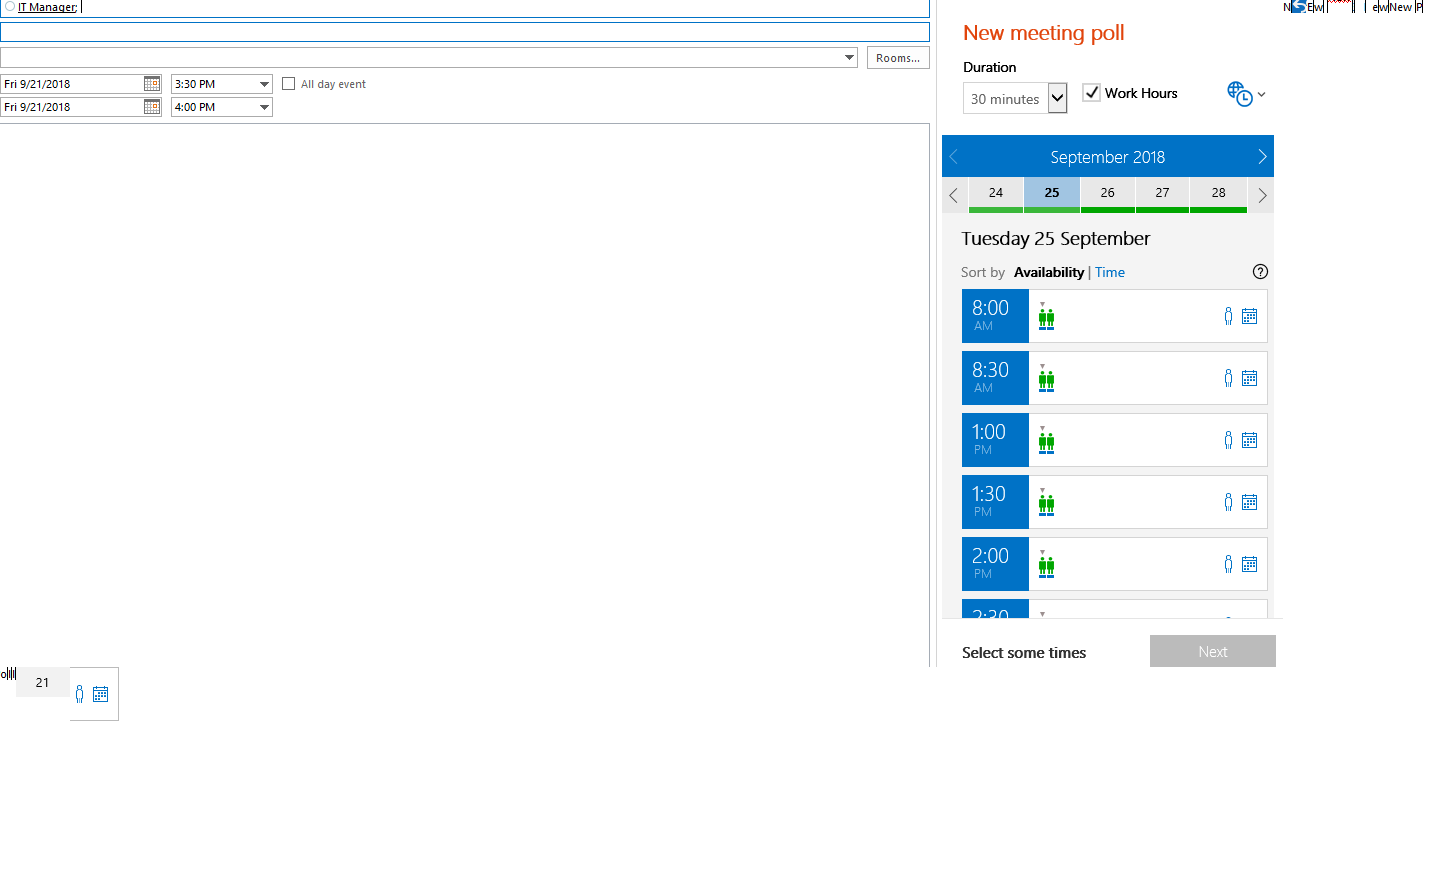 IT Manager;
Rooms...
Fri 9/21/2018
3:30 PM
All day event
Fri 9/21/2018
4:00 PM
New meeting poll
Duration
30 minutes
Work Hours
September 2018
24
25
26
27
28
Tuesday 25 September
Sort by Availability | Time
8:00
AM
8:30
AM
1:00
PM
1:30
PM
2:00
PM
2:30
Select some times
Next
21
New P